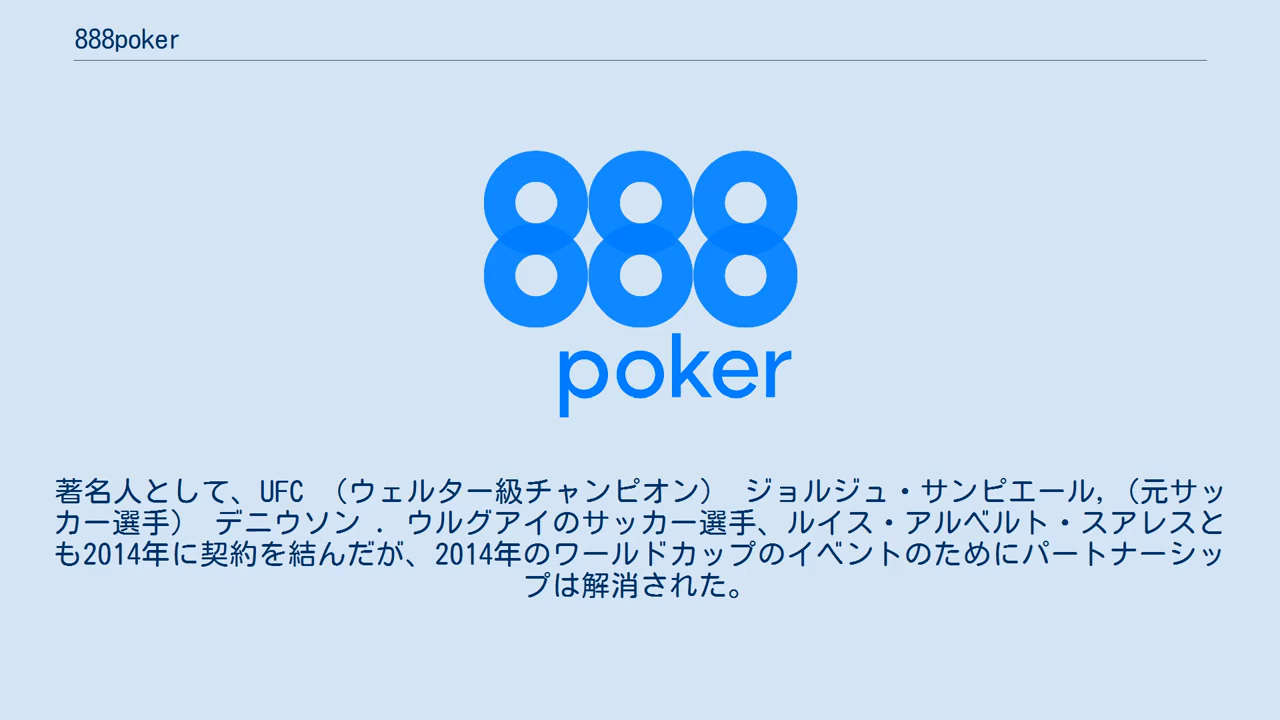 888poker
888
poker
著名人として、UFC （ウェルター級チャンピオン） ジョルジュ・サンピエール, （元サッ
カー選手） デニウソン . ウルグアイのサッカー選手、ルイス・アルベルト・スアレスと
も2014年に契約を結んだが、2014年のワールドカップのイベントのためにパートナーシッ
プは解消された。